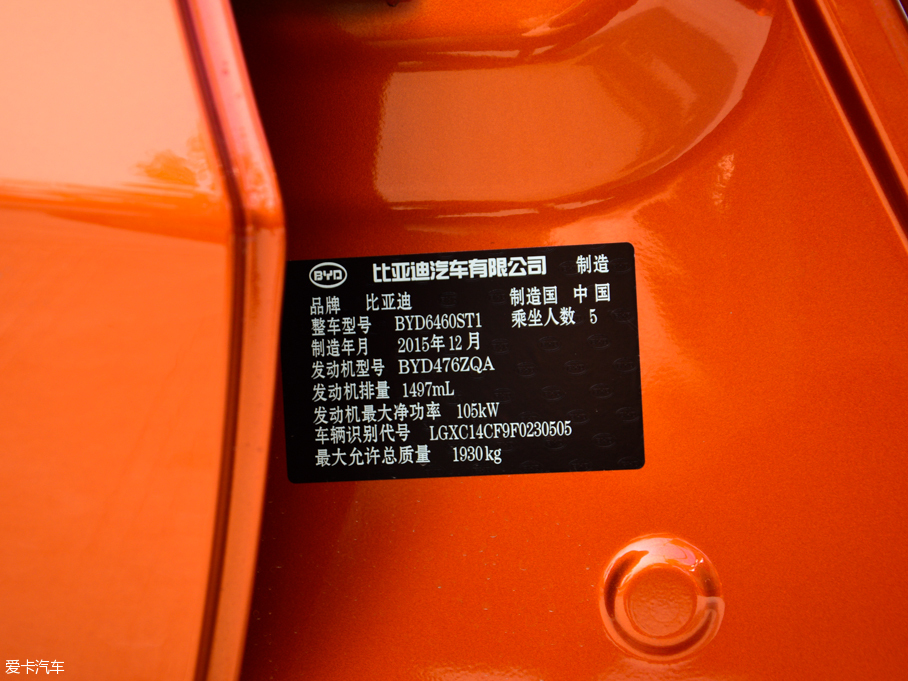 BYD 比亚迪汽车有限公司 制造
品牌 比亚迪 制造国 中国
整车型号 BYD6460ST1 乘坐人数 5
制造年月 2015年12月
发动机型号 BYD476ZQA
发动机排量 1497mL
发动机最大净功率 105kW
车辆识别代号 LGXC14CF9F0230505
最大允许总质量 1930kg
爱卡汽车